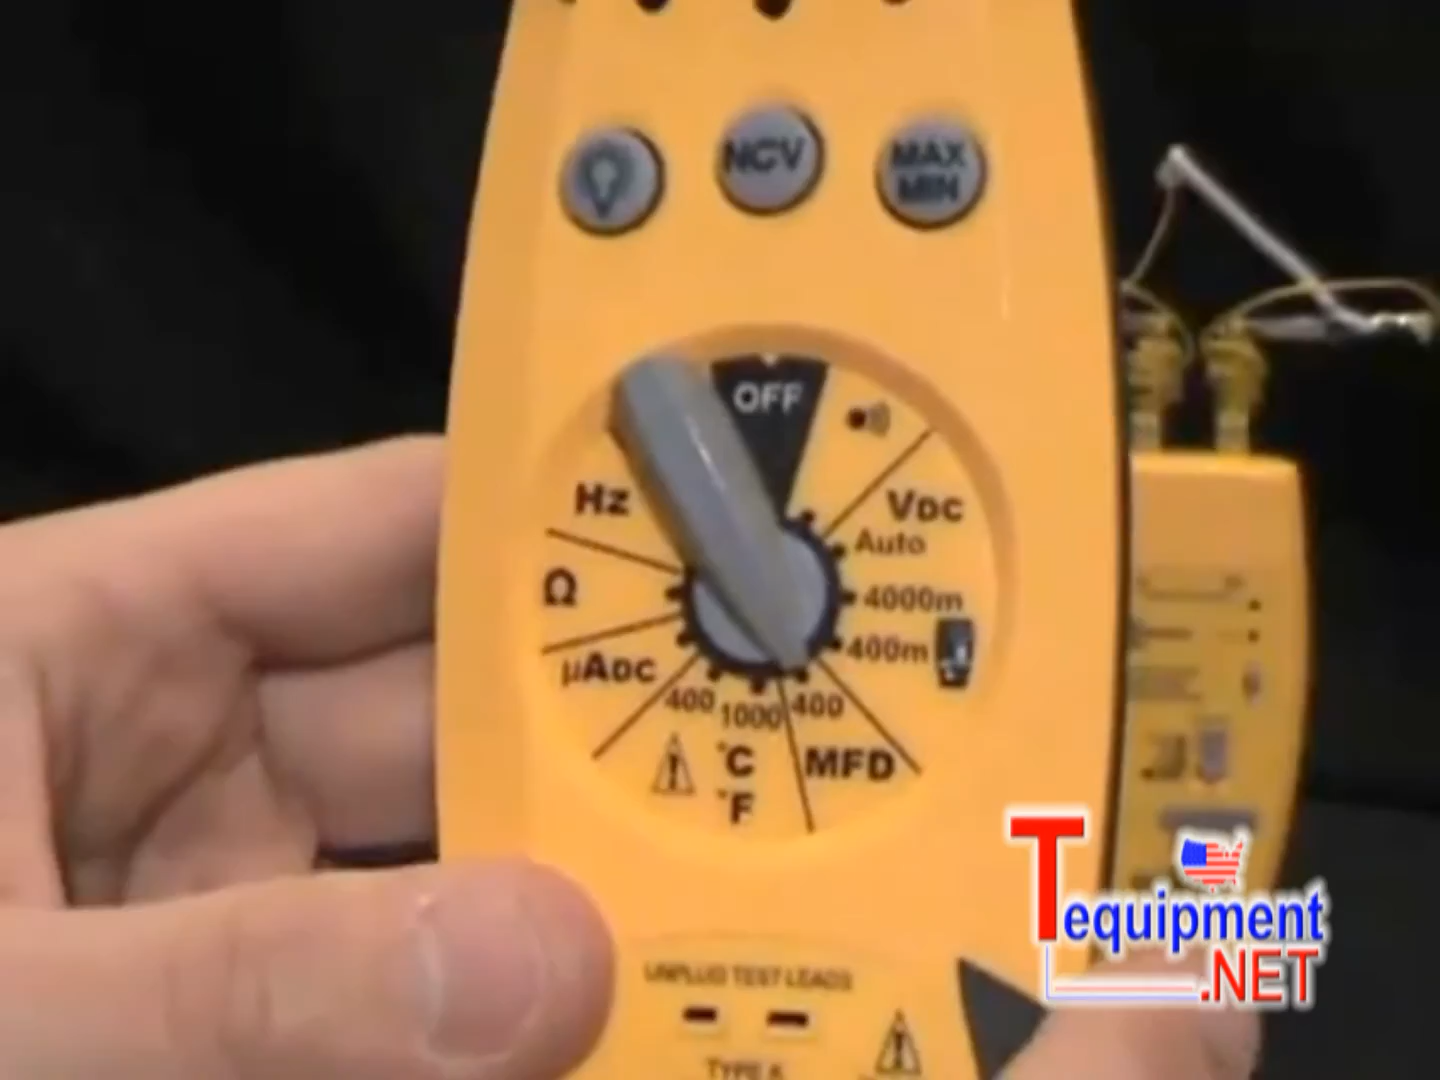 NCV
MAX
MIN
OFF
Hz
VDC
Auto
Ω
4000m
400m
µADC
400
1000
400
°C
°F
MFD
Tequipment
.NET
UNPLUG TEST LEADS
TYPE K